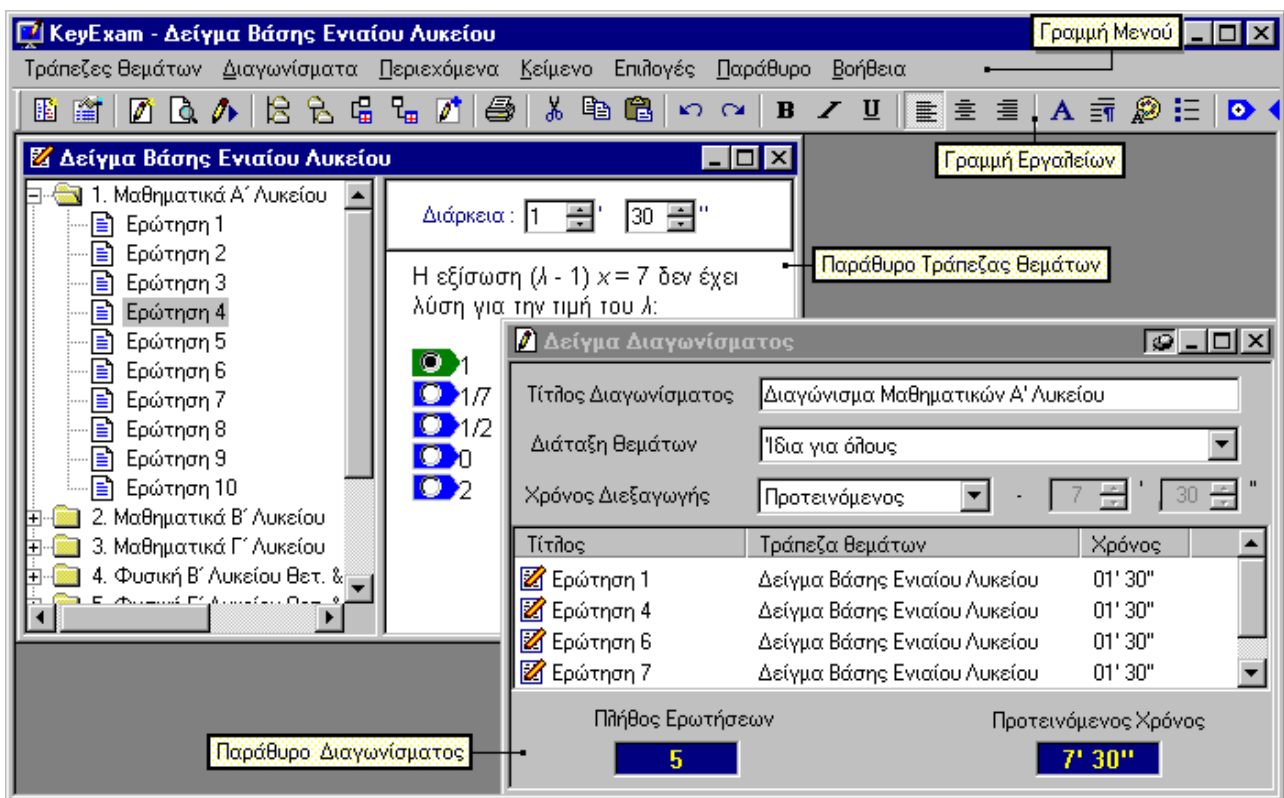 KeyExam - Δείγμα Βάσης Ενιαίου Λυκείου
Γραμμή Μενού
Τράπεζες Θεμάτων Διαγωνίσματα Περιεχόμενα Κείμενο Επιλογές Παράθυρο Βοήθεια
B I U A
Γραμμή Εργαλείων
Δείγμα Βάσης Ενιαίου Λυκείου
1. Μαθηματικά Α΄ Λυκείου
Ερώτηση 1
Ερώτηση 2
Ερώτηση 3
Ερώτηση 4
Ερώτηση 5
Ερώτηση 6
Ερώτηση 7
Ερώτηση 8
Ερώτηση 9
Ερώτηση 10
2. Μαθηματικά Β΄ Λυκείου
3. Μαθηματικά Γ΄ Λυκείου
4. Φυσική Β΄ Λυκείου Θετ. &
5. Φυσική Γ΄ Λυκείου Θετ. &
Διάρκεια : 1 ' 30 "
Παράθυρο Τράπεζας Θεμάτων
Η εξίσωση (λ - 1) x = 7 δεν έχει
λύση για την τιμή του λ:
1
1/7
1/2
0
2
Δείγμα Διαγωνίσματος
Τίτλος Διαγωνίσματος Διαγώνισμα Μαθηματικών Α' Λυκείου
Διάταξη Θεμάτων Ίδια για όλους
Χρόνος Διεξαγωγής Προτεινόμενος - 7 ' 30 "
Τίτλος Τράπεζα Θεμάτων Χρόνος
Ερώτηση 1 Δείγμα Βάσης Ενιαίου Λυκείου 01' 30"
Ερώτηση 4 Δείγμα Βάσης Ενιαίου Λυκείου 01' 30"
Ερώτηση 6 Δείγμα Βάσης Ενιαίου Λυκείου 01' 30"
Ερώτηση 7 Δείγμα Βάσης Ενιαίου Λυκείου 01' 30"
Πλήθος Ερωτήσεων Προτεινόμενος Χρόνος
5 7' 30"
Παράθυρο Διαγωνίσματος